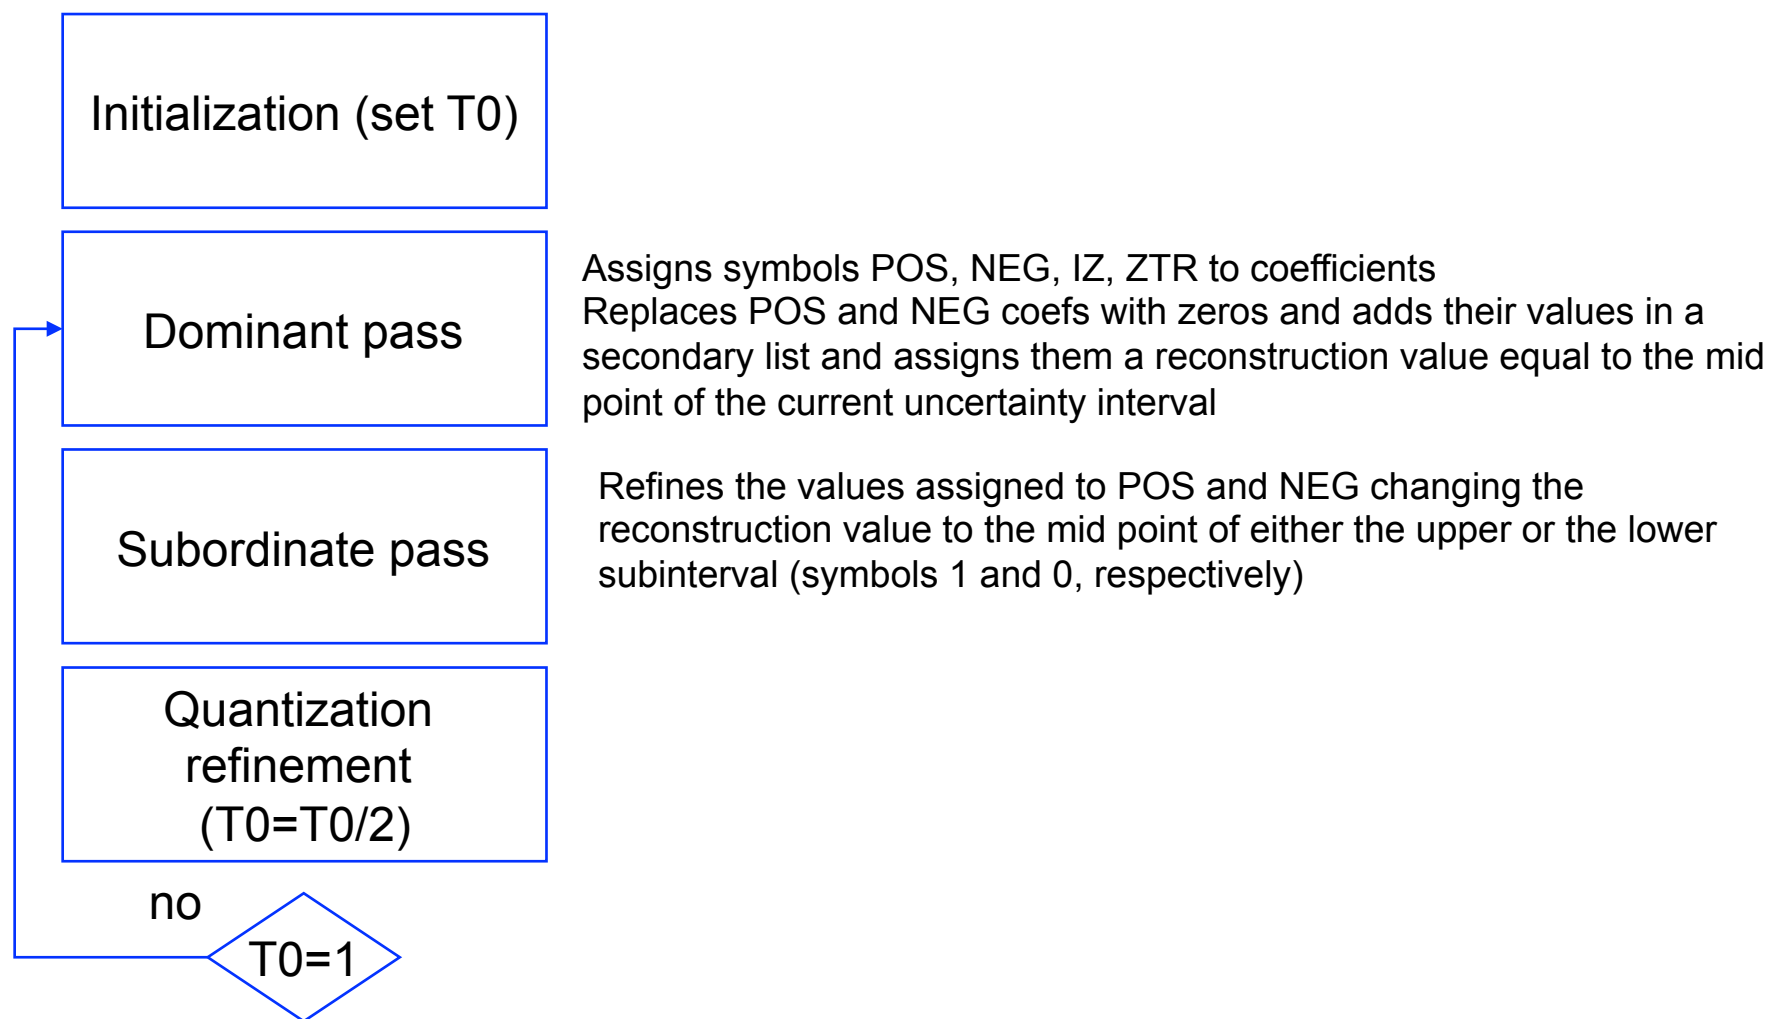 Initialization (set T0)
Dominant pass
Assigns symbols POS, NEG, IZ, ZTR to coefficients
Replaces POS and NEG coefs with zeros and adds their values in a
secondary list and assigns them a reconstruction value equal to the mid
point of the current uncertainty interval
Subordinate pass
Refines the values assigned to POS and NEG changing the
reconstruction value to the mid point of either the upper or the lower
subinterval (symbols 1 and 0, respectively)
Quantization
refinement
(T0=T0/2)
no
T0=1